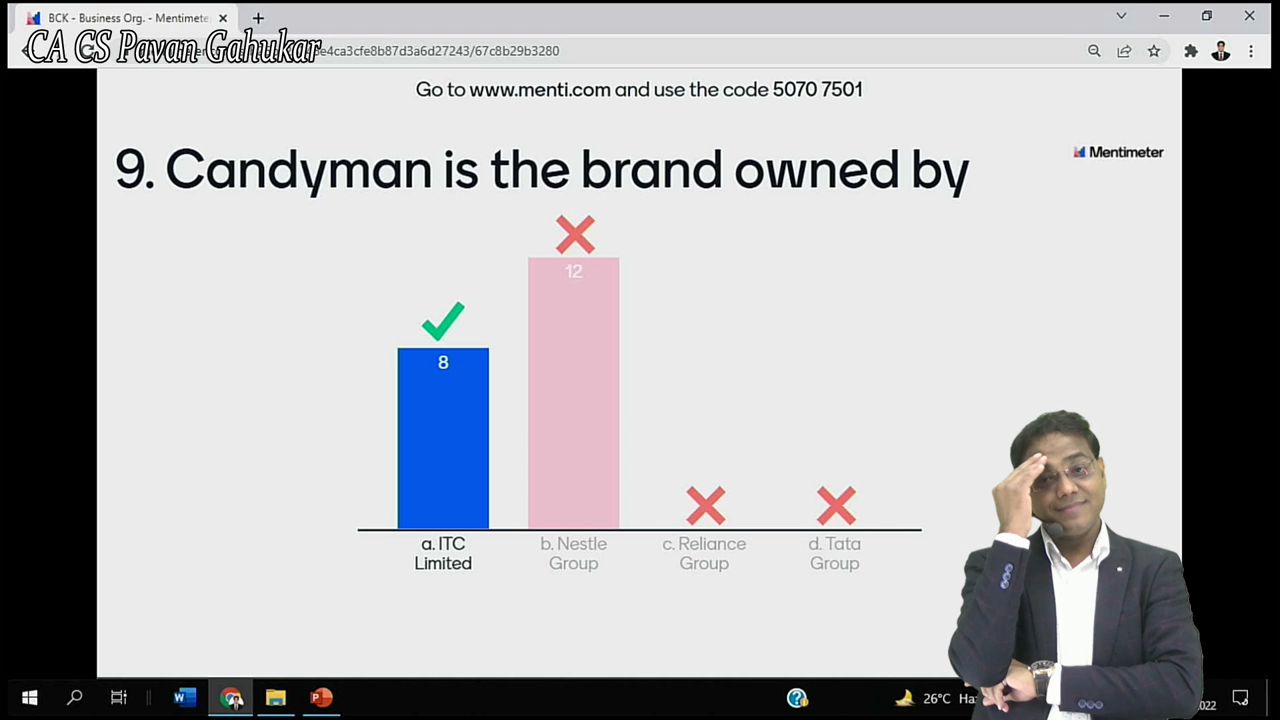 BCK - Business Org. - Mentimete
CA CS Pavan Gahukar
e4ca3cfe8b87d3a6d27243/67c8b29b3280
Go to www.menti.com and use the code 5070 7501
9. Candyman is the brand owned by
Mentimeter
12
8
a. ITC
Limited
b. Nestle
Group
c. Reliance
Group
d. Tata
Group
26°C
2022